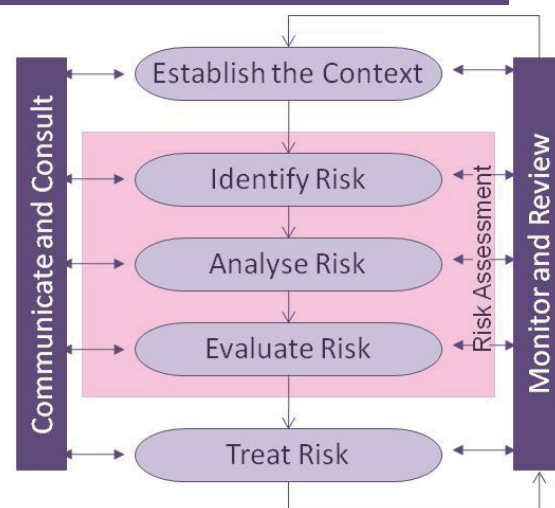 Establish the Context
Communicate and Consult
Identify Risk
Analyse Risk
Evaluate Risk
Risk Assessment
Monitor and Review
Treat Risk